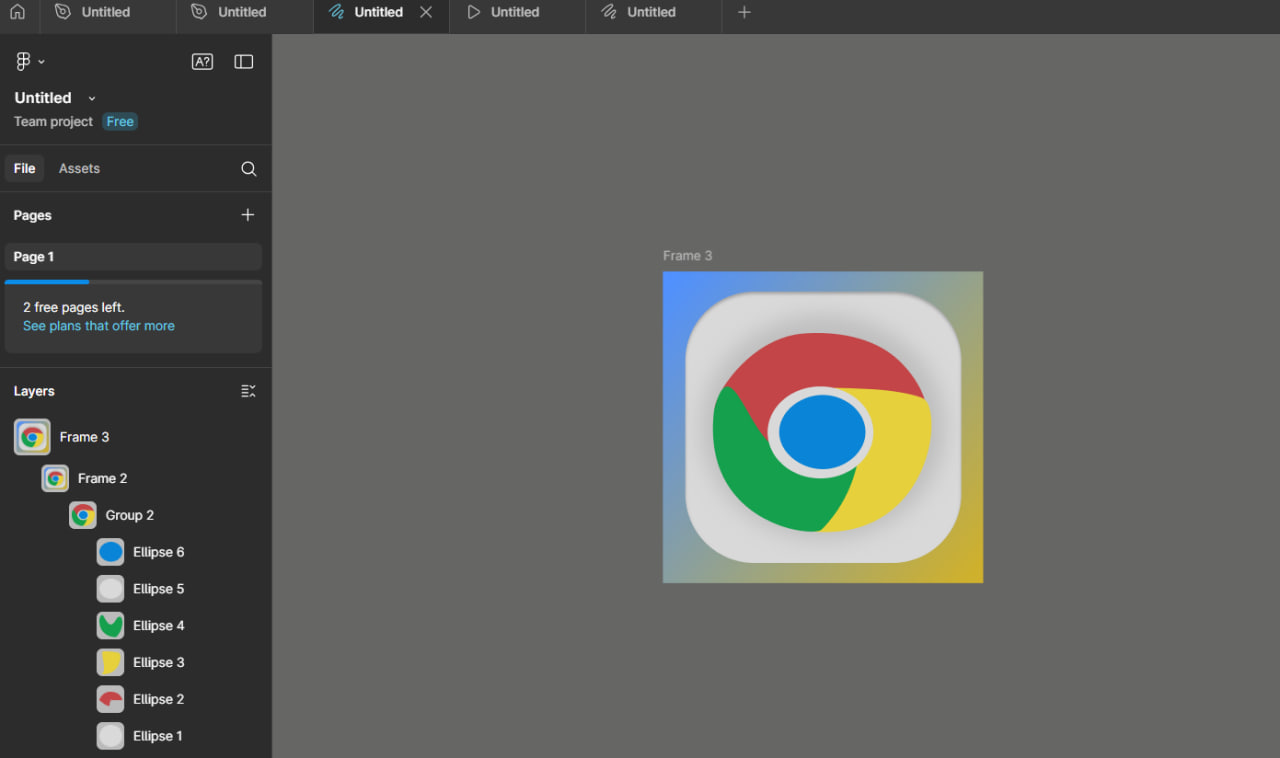 Untitled
Untitled
Untitled
Untitled
Untitled
A?
Untitled
Team project Free
File Assets
Pages
Page 1
2 free pages left.
See plans that offer more
Layers
Frame 3
Frame 2
Group 2
Ellipse 6
Ellipse 5
Ellipse 4
Ellipse 3
Ellipse 2
Ellipse 1
Frame 3